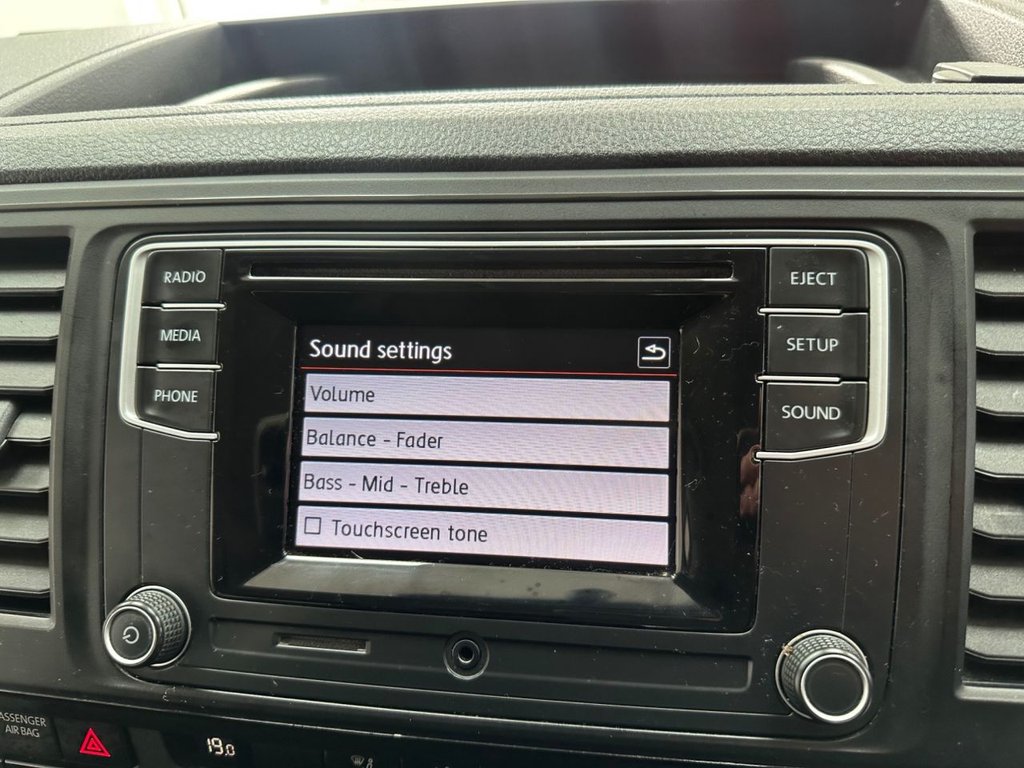 RADIO
MEDIA
PHONE
Sound settings
Volume
Balance - Fader
Bass - Mid - Treble
Touchscreen tone
EJECT
SETUP
SOUND
PASSENGER
AIR BAG
19.0